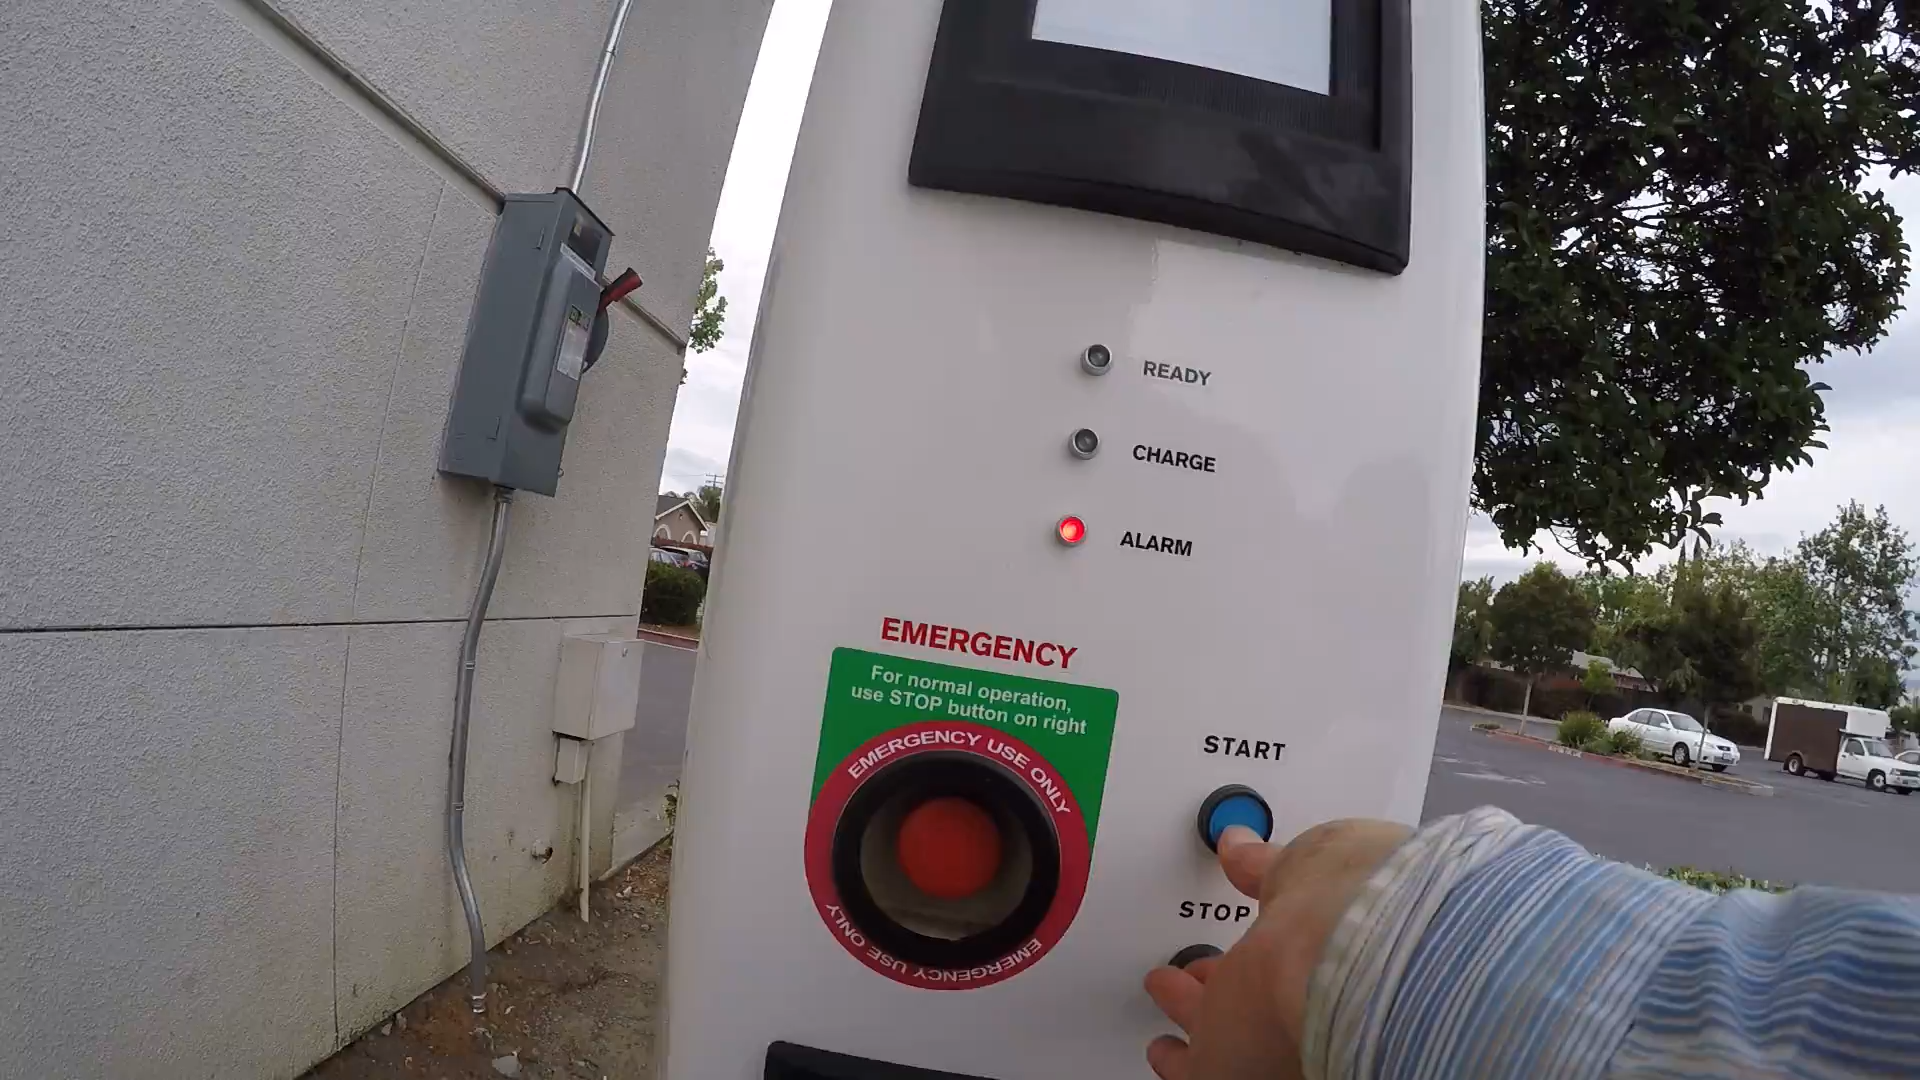 READY
CHARGE
ALARM
EMERGENCY
For normal operation,
use STOP button on right
EMERGENCY USE ONLY
EMERGENCY USE ONLY
START
STOP